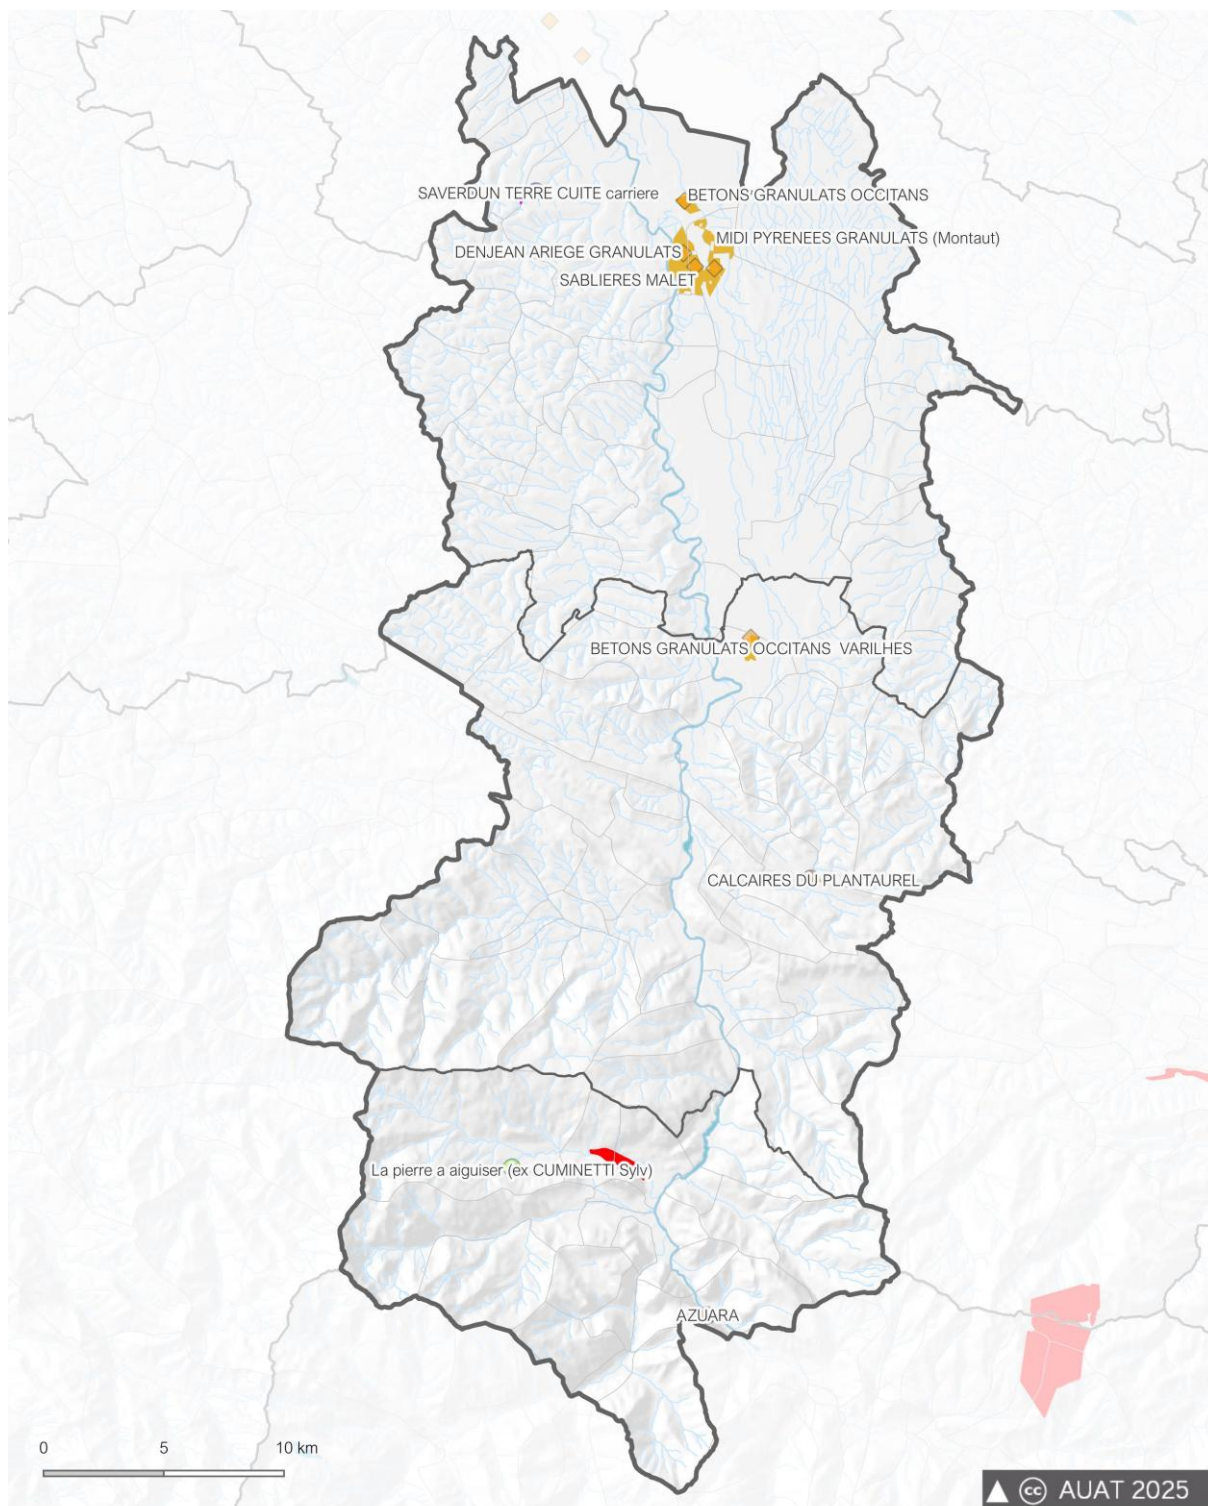 SAVERDUN TERRE CUITE carriere
BETONS GRANULATS OCCITANS
MIDI PYRENEES GRANULATS (Montaut)
DENJEAN ARIEGE GRANULATS
SABLIERES MALET
BETONS GRANULATS OCCITANS VARILHES
CALCAIRES DU PLANTAUREL
La pierre a aiguiser (ex CUMINETTI Sylv)
AZUARA
0 5 10 km
cc AUAT 2025